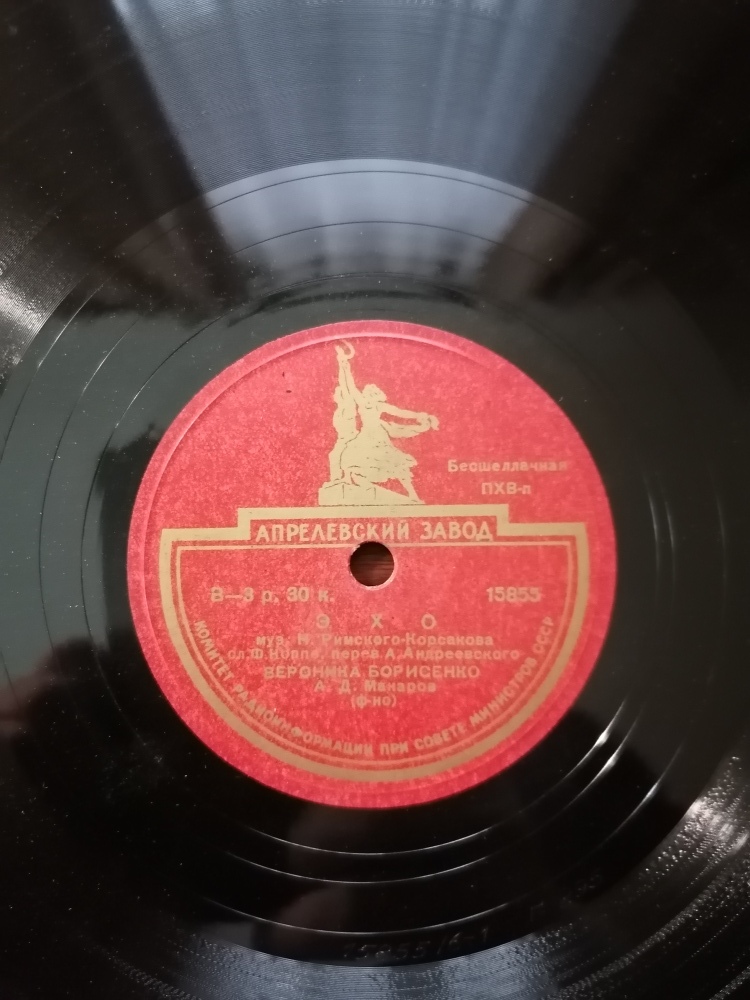 Бесшеллачная
ПХВ-п
АПРЕЛЕВСКИЙ ЗАВОД
В—3 р. 30 к. 15855
ЭХО
муз. Н. Римского-Корсакова
сл. Ф. Коппе, перев. А. Андреевского
ВЕРОНИКА БОРИСЕНКО
А. Д. Макаров
(ф-но)
КОМИТЕТ РАДИОИНФОРМАЦИИ ПРИ СОВЕТЕ МИНИСТРОВ СССР